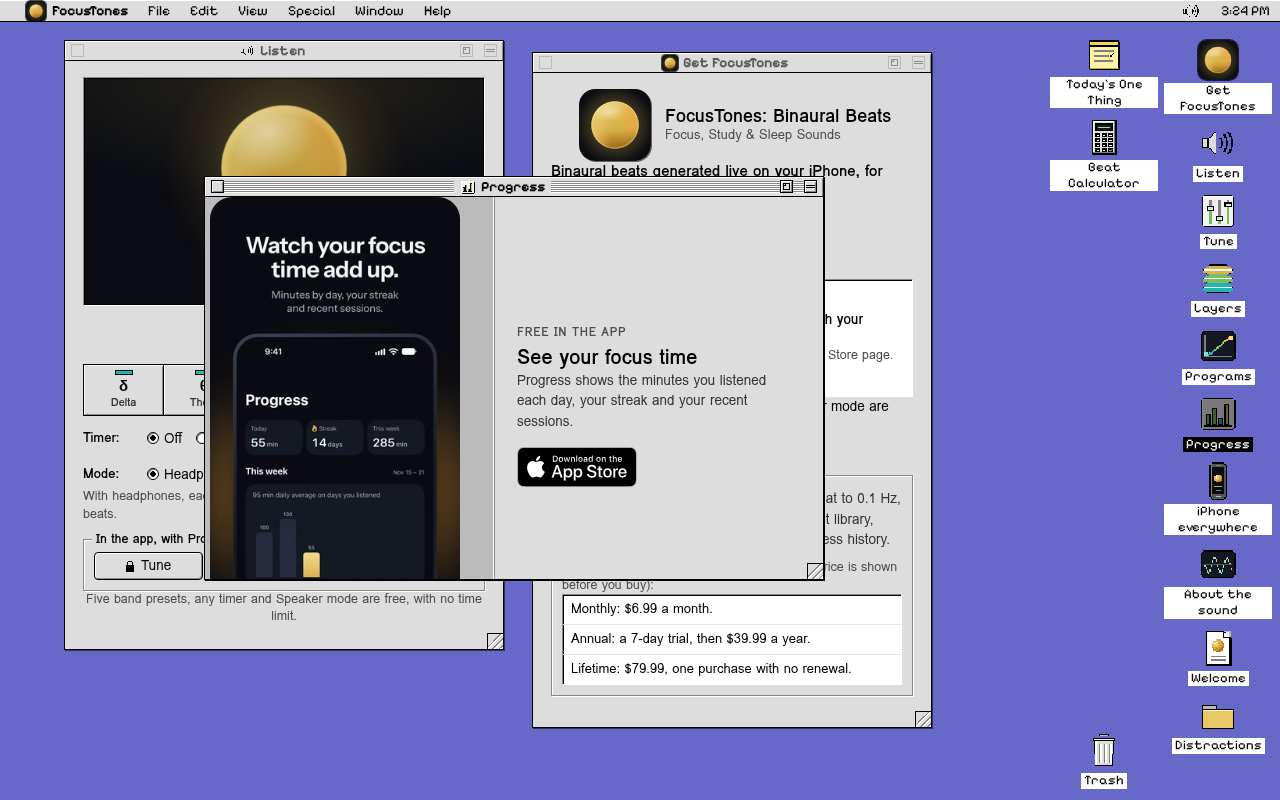 FocusTones File Edit View Special Window Help 3:24 PM
Listen
δ
Delta
Timer: Off
Mode:
With headphones,
beats.
In the app, with
Tune
Five band presets, any timer and Speaker mode are free, with no time
limit.
Get FocusTones
FocusTones: Binaural Beats
Focus, Study & Sleep Sounds
Binaural beats generated live on your iPhone, for
your
Store page.
mode are
at to 0.1 Hz,
library,
history.
is shown
before you buy):
Monthly: $6.99 a month.
Annual: a 7-day trial, then $39.99 a year.
Lifetime: $79.99, one purchase with no renewal.
Progress
Watch your focus
time add up.
Minutes by day, your streak
and recent sessions.
9:41
Progress
Today
55 min
Streak
14 days
This week
285 min
This week Nov 15 – 21
95 min daily average on days you listened
100
130
55
FREE IN THE APP
See your focus time
Progress shows the minutes you listened
each day, your streak and your recent
sessions.
Download on the
App Store
Today's One
Thing
Beat
Calculator
Get
FocusTones
Listen
Tune
Layers
Programs
Progress
iPhone
everywhere
About the
sound
Welcome
Distractions
Trash